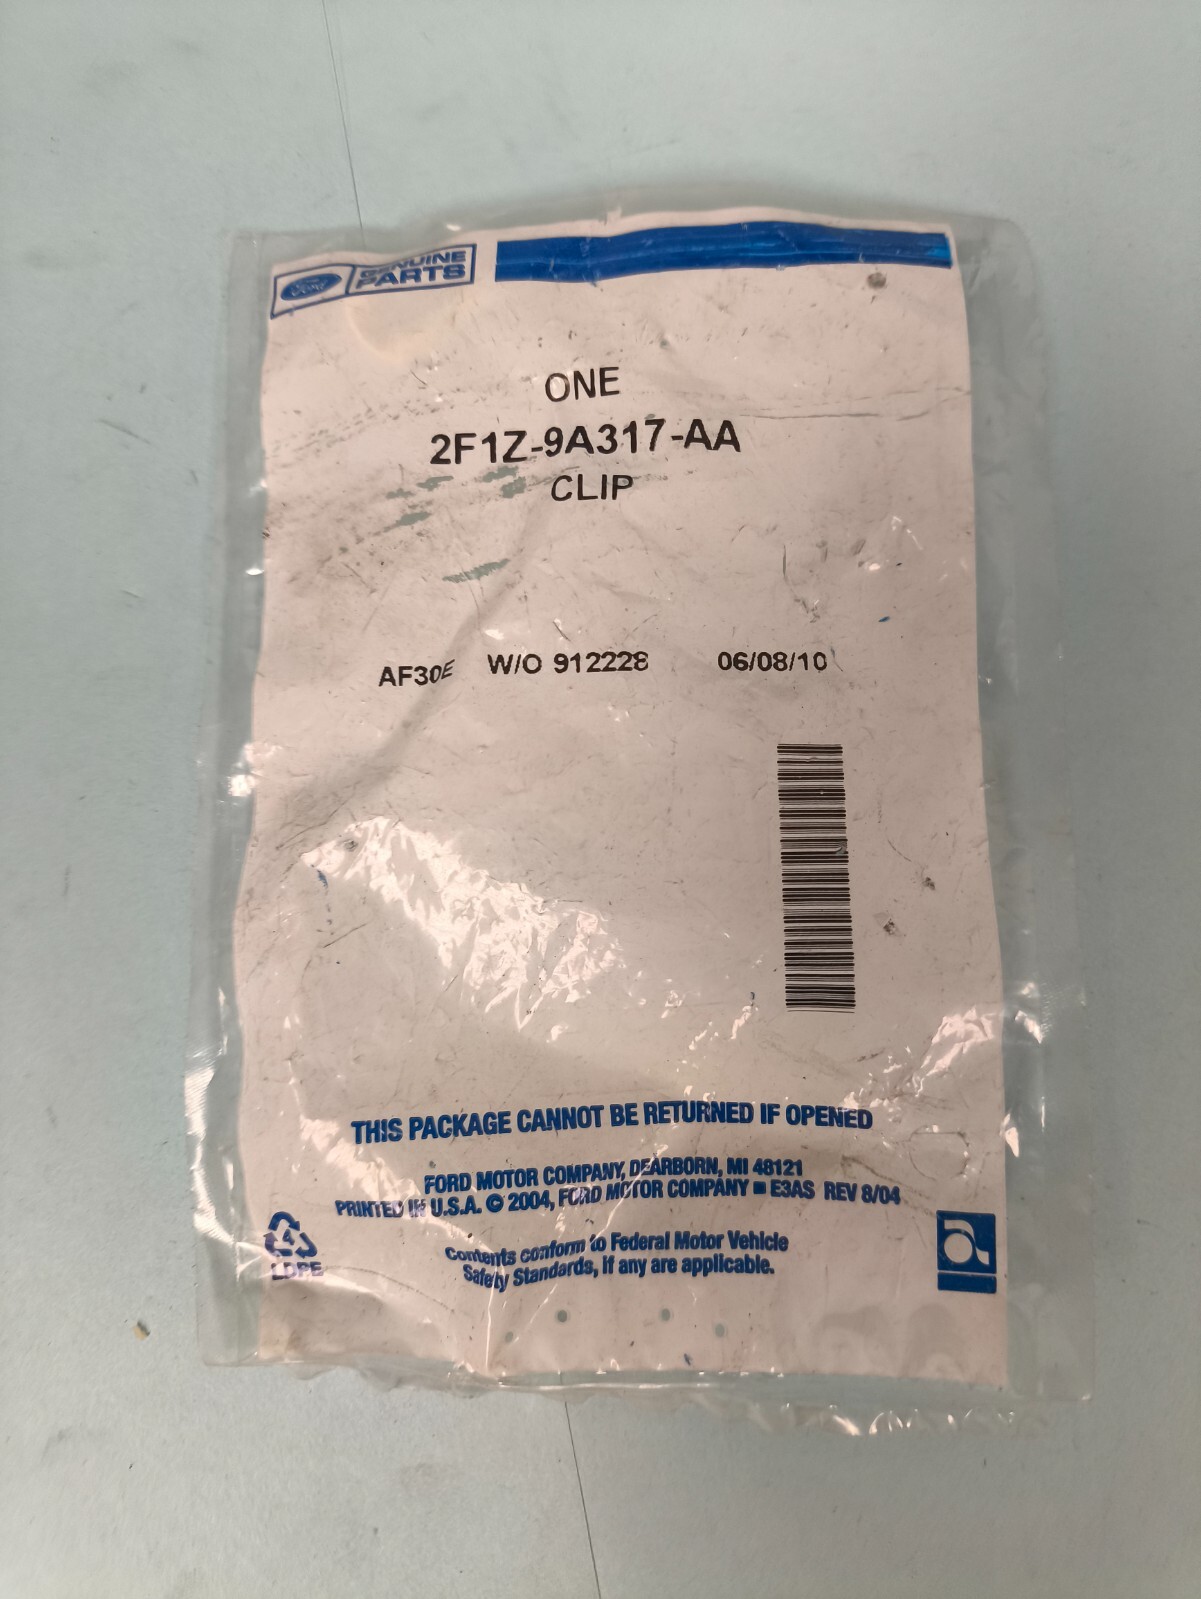 Ford GENUINE PARTS
ONE
2F1Z-9A317-AA
CLIP
AF30E W/O 912228 06/08/10
THIS PACKAGE CANNOT BE RETURNED IF OPENED
FORD MOTOR COMPANY, DEARBORN, MI 48121
PRINTED IN U.S.A. © 2004, FORD MOTOR COMPANY ■ E3AS REV 8/04
Contents conform to Federal Motor Vehicle
Safety Standards, if any are applicable.
4
LDPE
a